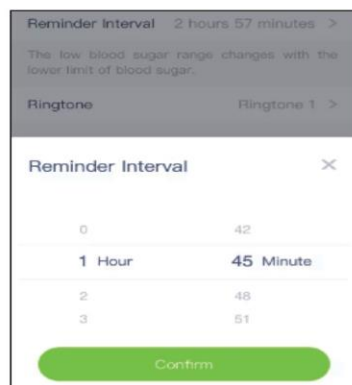 Reminder Interval 2 hours 57 minutes >
The low blood sugar range changes with the
lower limit of blood sugar.
Ringtone Ringtone 1 >
Reminder Interval ×
0 42
1 Hour 45 Minute
2 48
3 51
Confirm